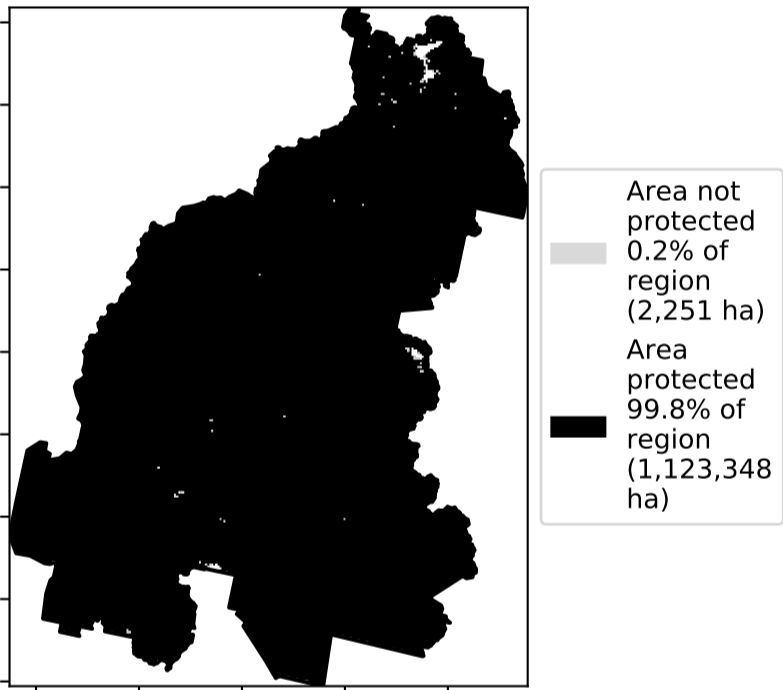 Area not
protected
0.2% of
region
(2,251 ha)
Area
protected
99.8% of
region
(1,123,348
ha)